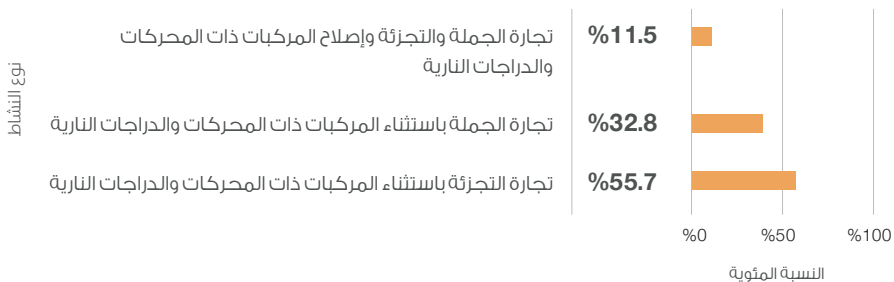 نوع النشاط
تجارة الجملة والتجزئة وإصلاح المركبات ذات المحركات
والدراجات النارية
%11.5
تجارة الجملة باستثناء المركبات ذات المحركات والدراجات النارية
%32.8
تجارة التجزئة باستثناء المركبات ذات المحركات والدراجات النارية
%55.7
%0 %50 %100
النسبة المئوية